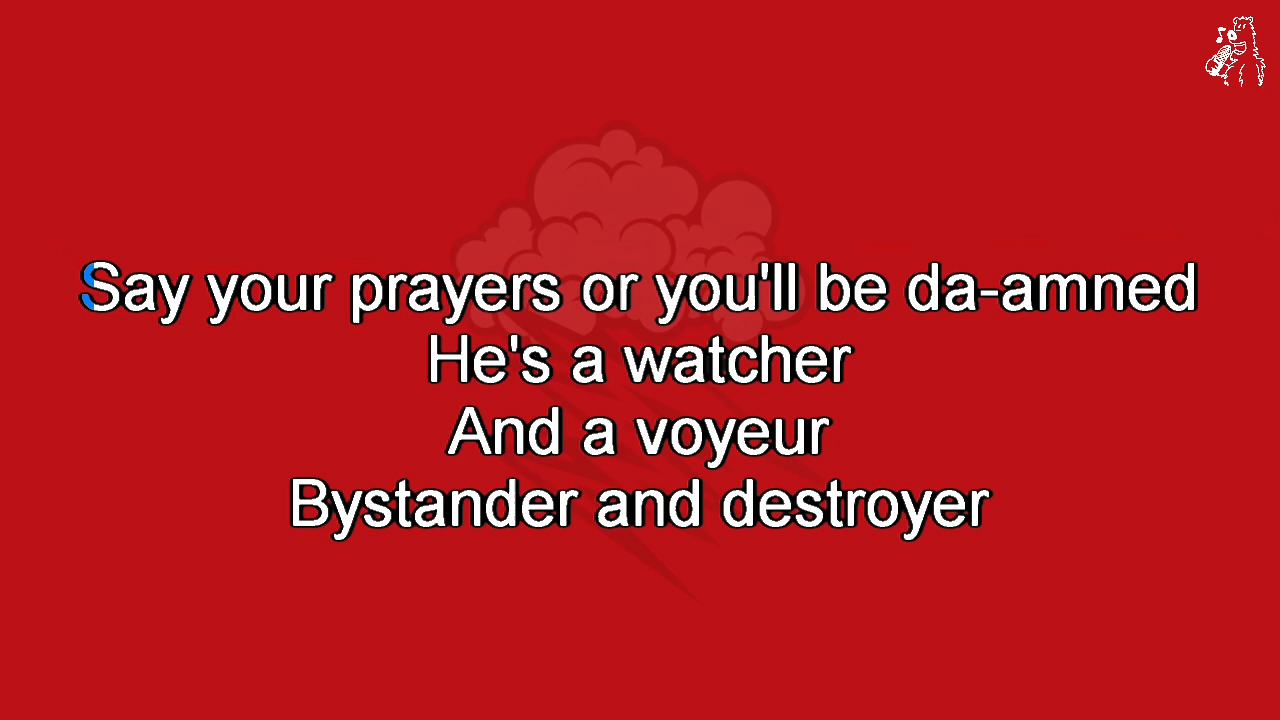 Say your prayers or you'll be da-amned
He's a watcher
And a voyeur
Bystander and destroyer